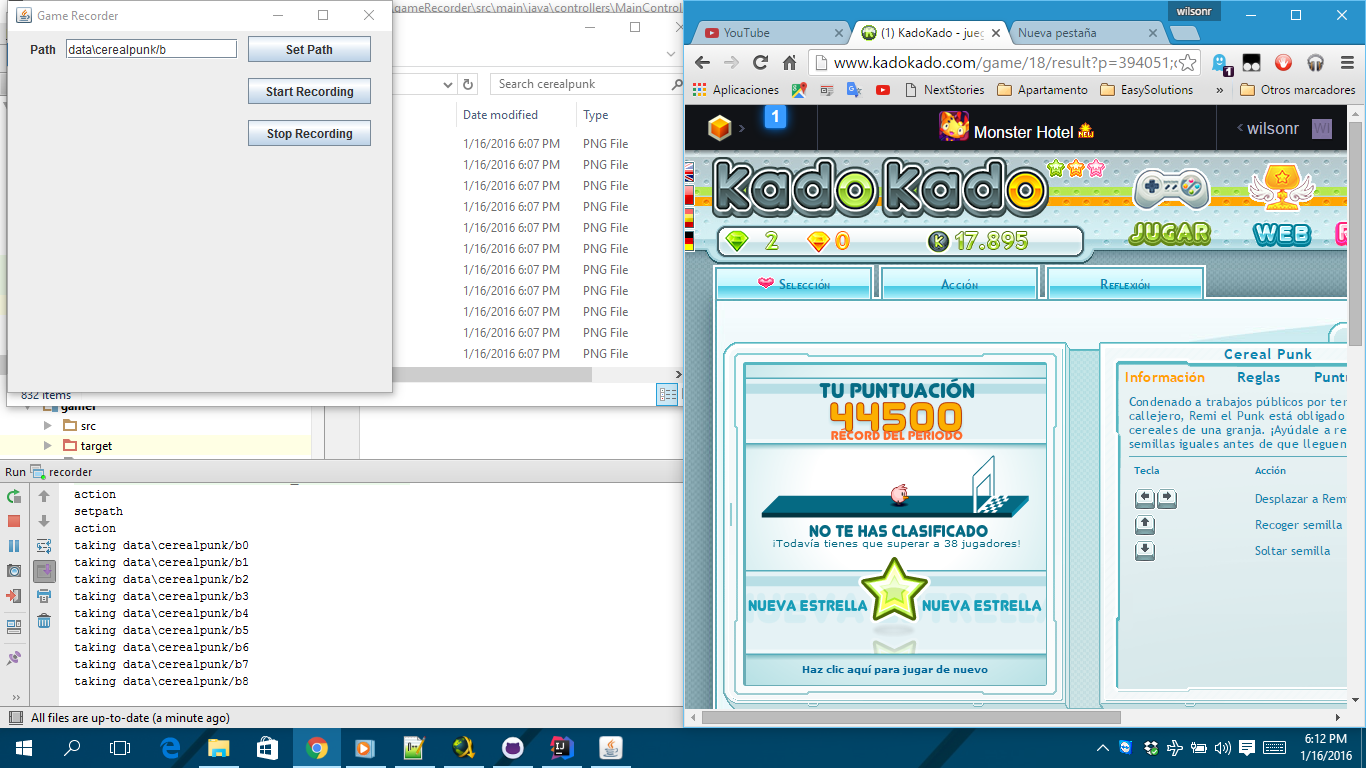 Game Recorder
Path data\cerealpunk/b Set Path
Start Recording
Stop Recording
gameRecorder\src\main\java\controllers\MainControl
Search cerealpunk
Date modified Type
1/16/2016 6:07 PM PNG File
1/16/2016 6:07 PM PNG File
1/16/2016 6:07 PM PNG File
1/16/2016 6:07 PM PNG File
1/16/2016 6:07 PM PNG File
1/16/2016 6:07 PM PNG File
1/16/2016 6:07 PM PNG File
1/16/2016 6:07 PM PNG File
1/16/2016 6:07 PM PNG File
1/16/2016 6:07 PM PNG File
1/16/2016 6:07 PM PNG File
832 items
gamer
src
target
Run recorder
action
setpath
action
taking data\cerealpunk/b0
taking data\cerealpunk/b1
taking data\cerealpunk/b2
taking data\cerealpunk/b3
taking data\cerealpunk/b4
taking data\cerealpunk/b5
taking data\cerealpunk/b6
taking data\cerealpunk/b7
taking data\cerealpunk/b8
All files are up-to-date (a minute ago)
wilsonr
YouTube (1) KadoKado – jueg Nueva pestaña
www.kadokado.com/game/18/result?p=394051;
1
Aplicaciones NextStories Apartamento EasySolutions » Otros marcadores
1 Monster Hotel NEW wilsonr WI
KadoKado
2 0 K 17.895
JUGAR WEB
Selección Acción Reflexión
TU PUNTUACIÓN
44500
RECORD DEL PERIODO
NO TE HAS CLASIFICADO
¡Todavía tienes que superar a 38 jugadores!
NUEVA ESTRELLA NUEVA ESTRELLA
Haz clic aquí para jugar de nuevo
Cereal Punk
Información Reglas Puntu
Condenado a trabajos públicos por ter
callejero, Remi el Punk está obligado
cereales de una granja. ¡Ayúdale a re
semillas iguales antes de que lleguen
Tecla Acción
Desplazar a Rem
Recoger semilla
Soltar semilla
6:12 PM
1/16/2016